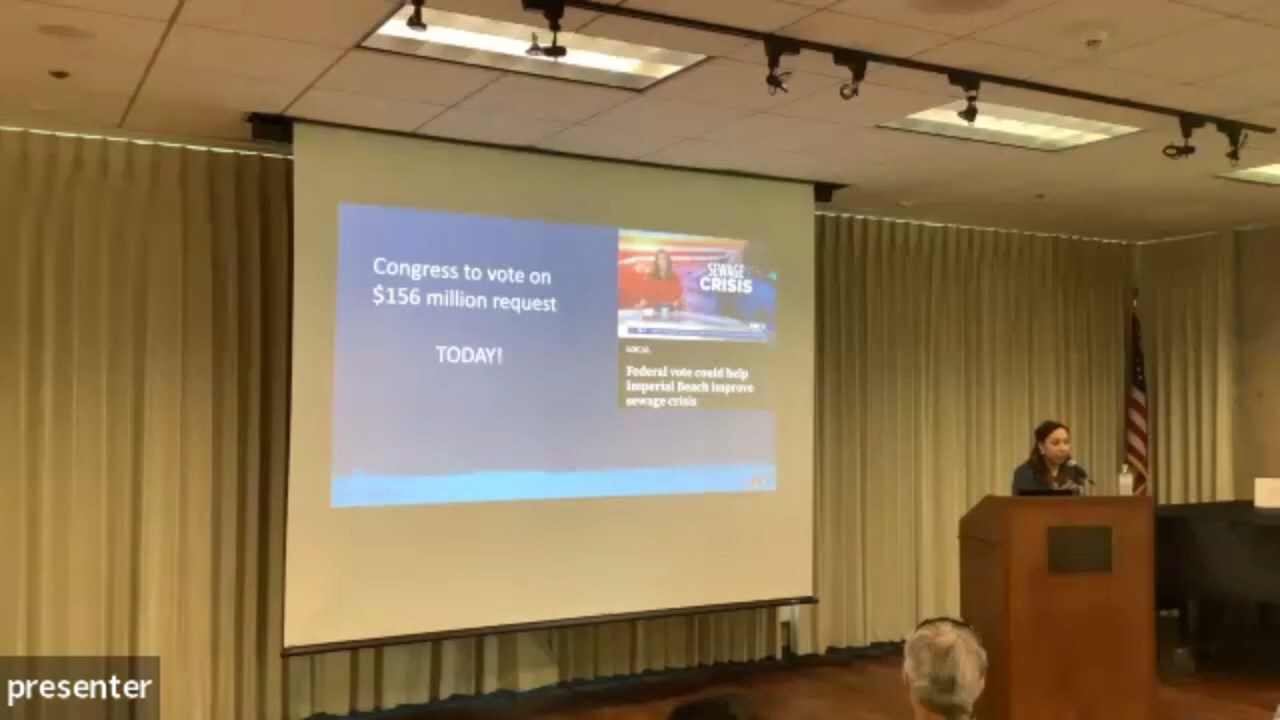 Congress to vote on
$156 million request
TODAY!
SEWAGE
CRISIS
LOCAL
Federal vote could help
Imperial Beach improve
sewage crisis
presenter